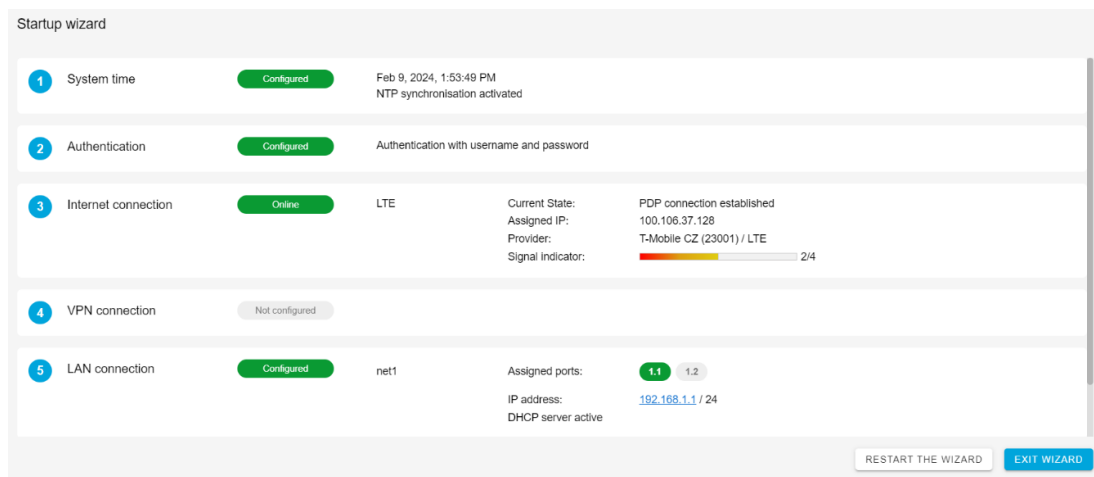 Startup wizard
1 System time Configured Feb 9, 2024, 1:53:49 PM
NTP synchronisation activated
2 Authentication Configured Authentication with username and password
3 Internet connection Online LTE Current State: PDP connection established
Assigned IP: 100.106.37.128
Provider: T-Mobile CZ (23001) / LTE
Signal indicator: 2/4
4 VPN connection Not configured
5 LAN connection Configured net1 Assigned ports: 1.1 1.2
IP address: 192.168.1.1 / 24
DHCP server active
RESTART THE WIZARD EXIT WIZARD